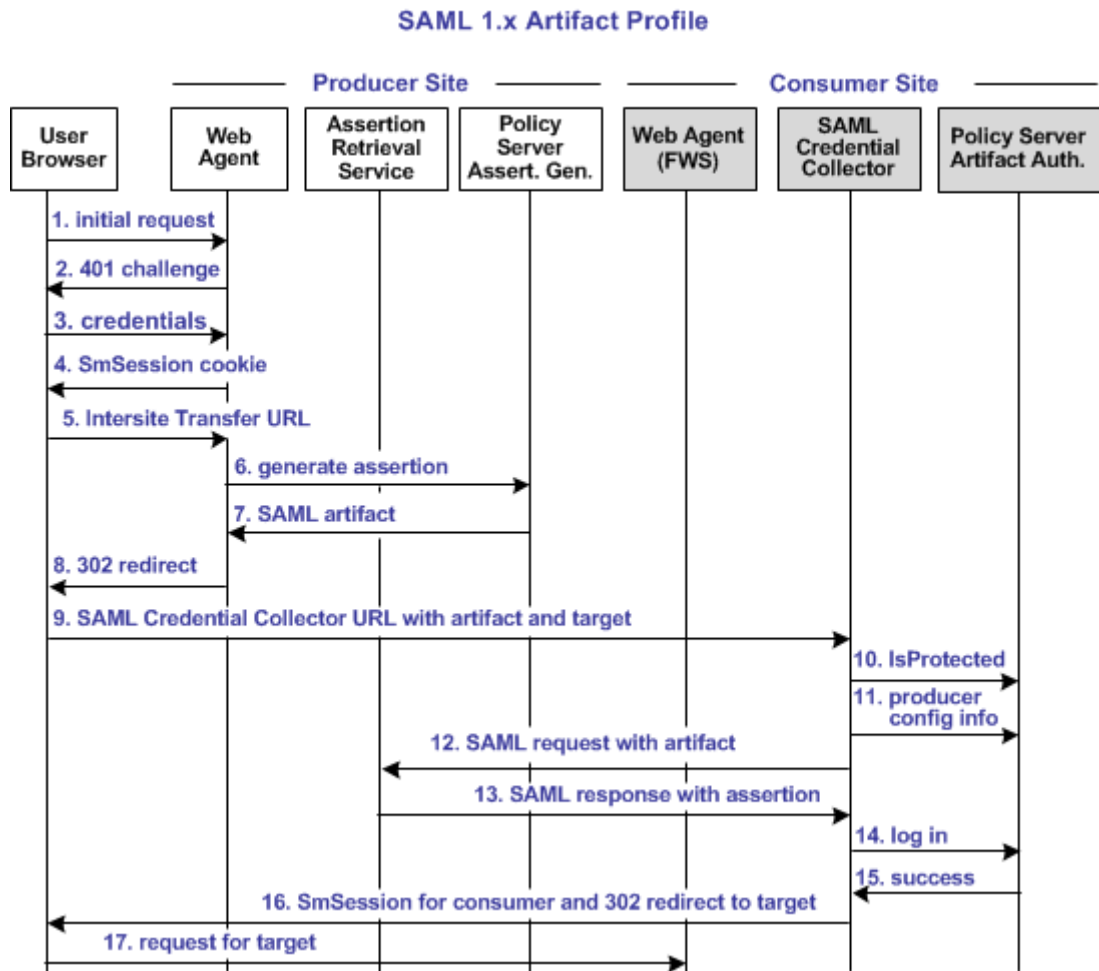 SAML 1.x Artifact Profile
Producer Site
Consumer Site
User
Browser
Web
Agent
Assertion
Retrieval
Service
Policy
Server
Assert. Gen.
Web Agent
(FWS)
SAML
Credential
Collector
Policy Server
Artifact Auth.
1. initial request
2. 401 challenge
3. credentials
4. SmSession cookie
5. Intersite Transfer URL
6. generate assertion
7. SAML artifact
8. 302 redirect
9. SAML Credential Collector URL with artifact and target
10. IsProtected
11. producer
config info
12. SAML request with artifact
13. SAML response with assertion
14. log in
15. success
16. SmSession for consumer and 302 redirect to target
17. request for target